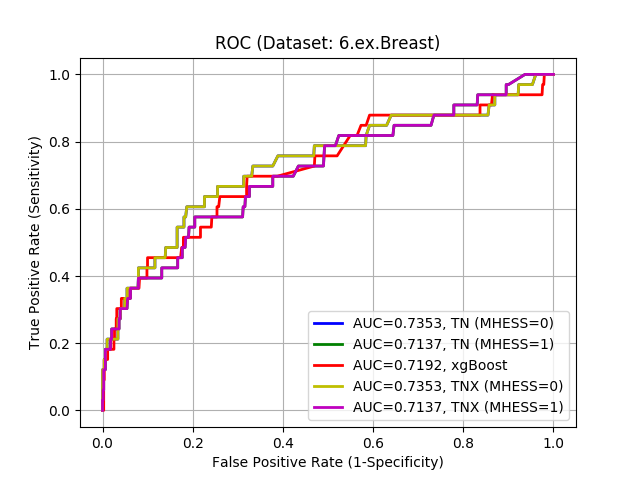 ROC (Dataset: 6.ex.Breast)
1.0
0.8
0.6
0.4
0.2
0.0
True Positive Rate (Sensitivity)
AUC=0.7353, TN (MHESS=0)
AUC=0.7137, TN (MHESS=1)
AUC=0.7192, xgBoost
AUC=0.7353, TNX (MHESS=0)
AUC=0.7137, TNX (MHESS=1)
0.0 0.2 0.4 0.6 0.8 1.0
False Positive Rate (1-Specificity)